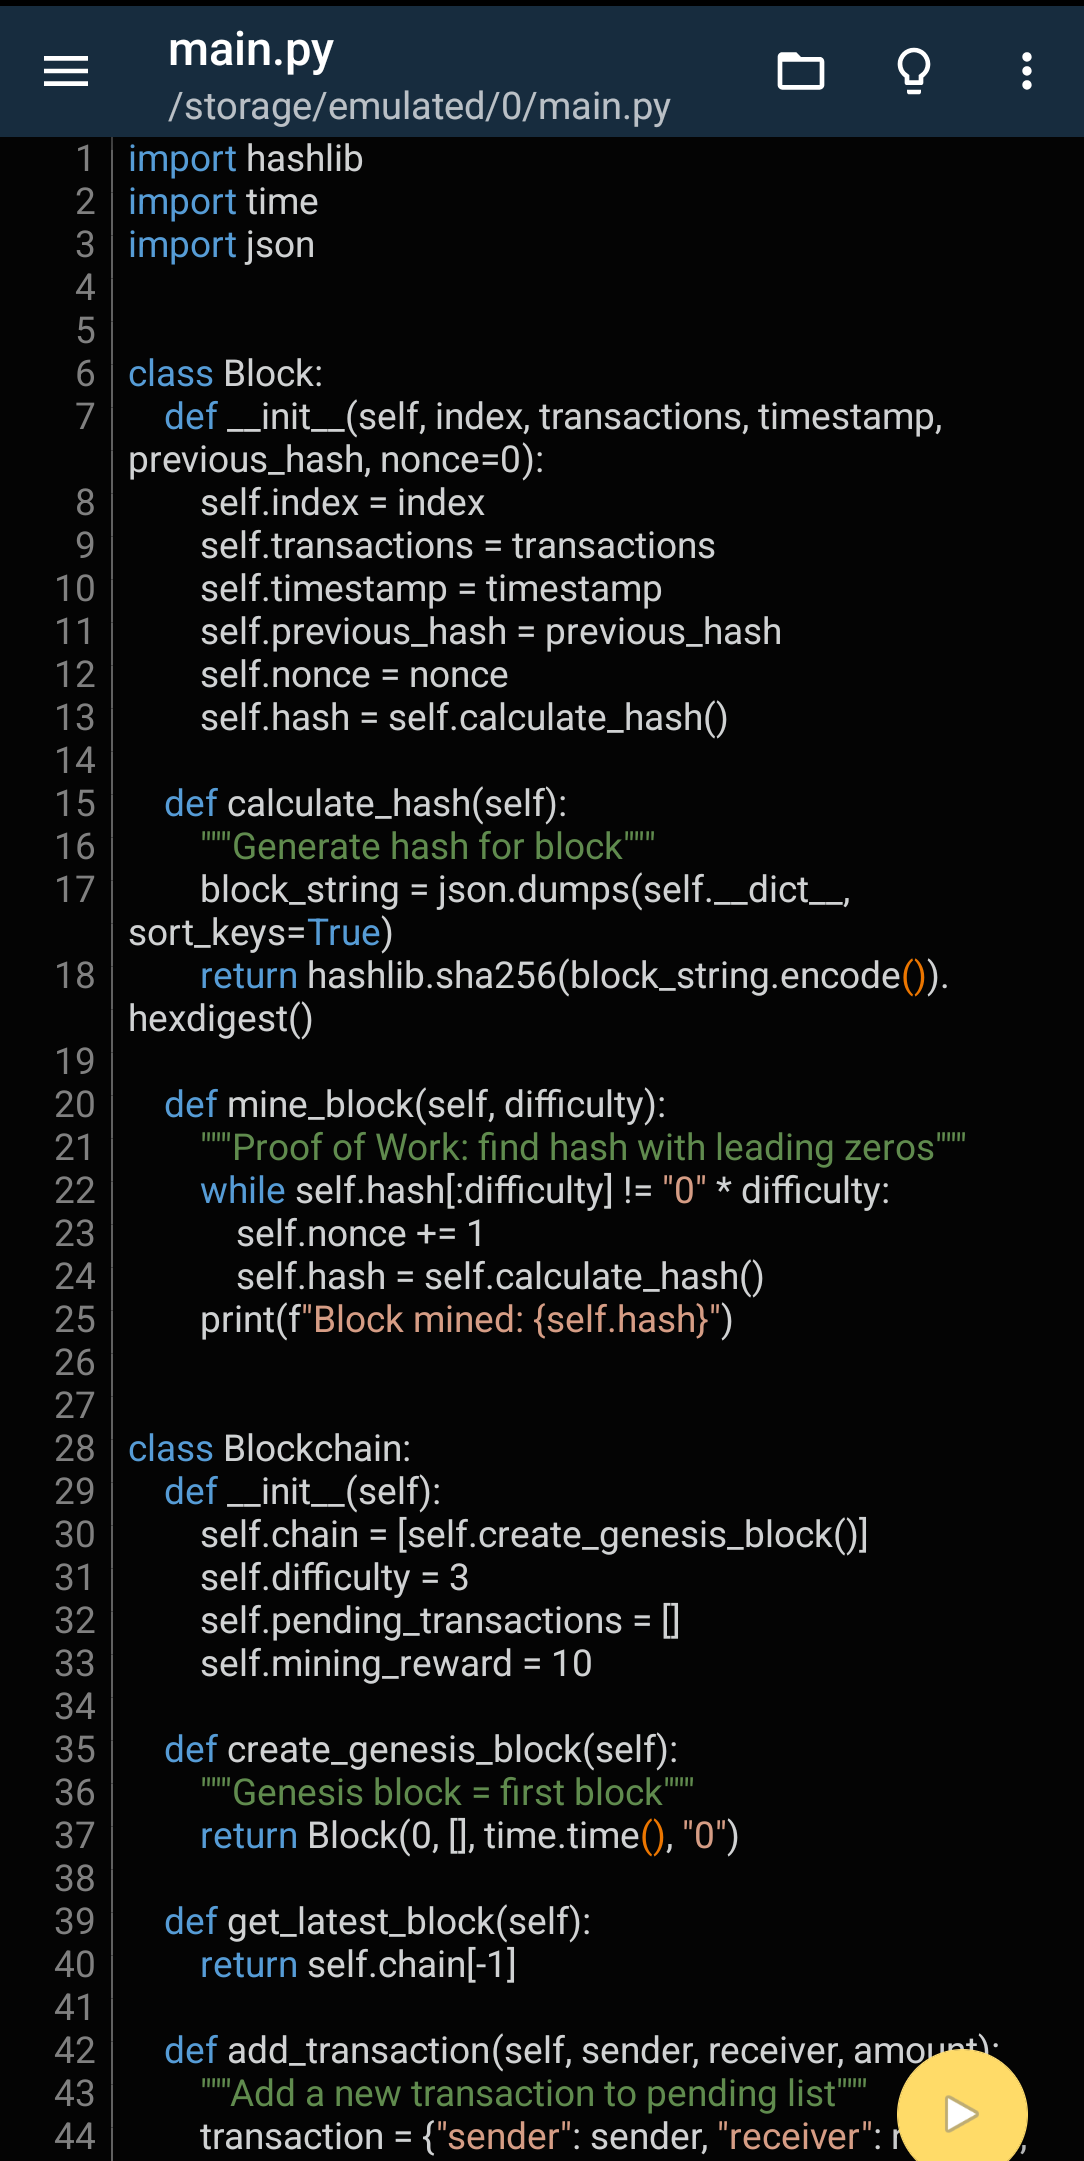 main.py
/storage/emulated/0/main.py
1 import hashlib
2 import time
3 import json
4
5
6 class Block:
7     def __init__(self, index, transactions, timestamp,
previous_hash, nonce=0):
8         self.index = index
9         self.transactions = transactions
10         self.timestamp = timestamp
11         self.previous_hash = previous_hash
12         self.nonce = nonce
13         self.hash = self.calculate_hash()
14
15     def calculate_hash(self):
16         """Generate hash for block"""
17         block_string = json.dumps(self.__dict__,
sort_keys=True)
18         return hashlib.sha256(block_string.encode()).
hexdigest()
19
20     def mine_block(self, difficulty):
21         """Proof of Work: find hash with leading zeros"""
22         while self.hash[:difficulty] != "0" * difficulty:
23             self.nonce += 1
24             self.hash = self.calculate_hash()
25         print(f"Block mined: {self.hash}")
26
27
28 class Blockchain:
29     def __init__(self):
30         self.chain = [self.create_genesis_block()]
31         self.difficulty = 3
32         self.pending_transactions = []
33         self.mining_reward = 10
34
35     def create_genesis_block(self):
36         """Genesis block = first block"""
37         return Block(0, [], time.time(), "0")
38
39     def get_latest_block(self):
40         return self.chain[-1]
41
42     def add_transaction(self, sender, receiver, amount):
43         """Add a new transaction to pending list"""
44         transaction = {"sender": sender, "receiver":